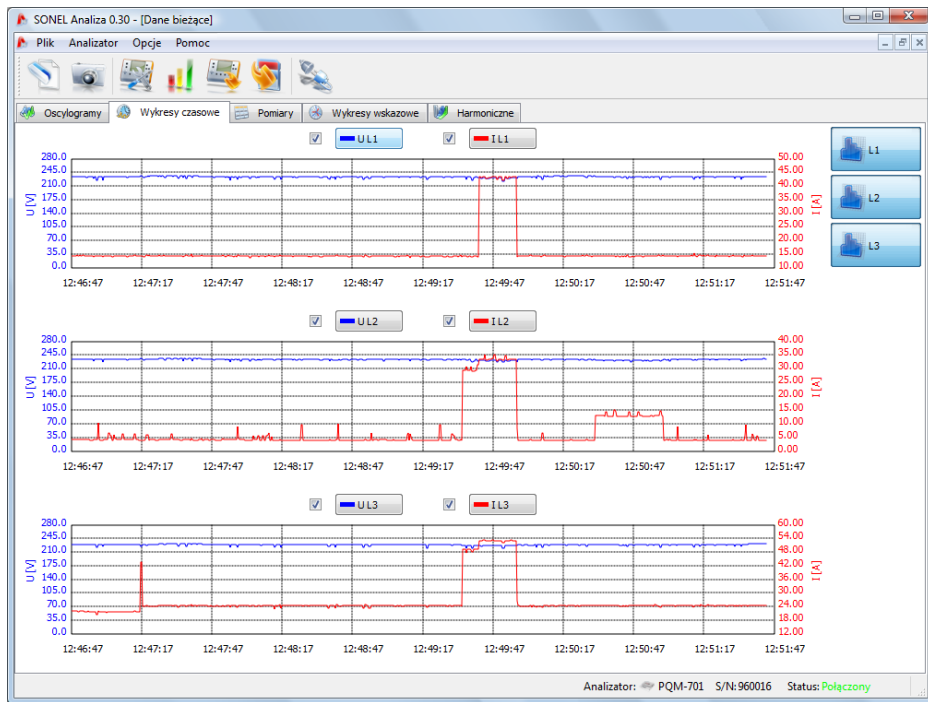 SONEL Analiza 0.30 - [Dane bieżące]
Plik Analizator Opcje Pomoc
Oscylogramy Wykresy czasowe Pomiary Wykresy wskazowe Harmoniczne
U L1 I L1
L1
L2
L3
U [V]
280.0
245.0
210.0
175.0
140.0
105.0
70.0
35.0
0.0
50.00
45.00
40.00
35.00
30.00
25.00
20.00
15.00
10.00
I [A]
12:46:47 12:47:17 12:47:47 12:48:17 12:48:47 12:49:17 12:49:47 12:50:17 12:50:47 12:51:17 12:51:47
U L2 I L2
U [V]
280.0
245.0
210.0
175.0
140.0
105.0
70.0
35.0
0.0
40.00
35.00
30.00
25.00
20.00
15.00
10.00
5.00
0.00
I [A]
12:46:47 12:47:17 12:47:47 12:48:17 12:48:47 12:49:17 12:49:47 12:50:17 12:50:47 12:51:17 12:51:47
U L3 I L3
U [V]
280.0
245.0
210.0
175.0
140.0
105.0
70.0
35.0
0.0
60.00
54.00
48.00
42.00
36.00
30.00
24.00
18.00
12.00
I [A]
12:46:47 12:47:17 12:47:47 12:48:17 12:48:47 12:49:17 12:49:47 12:50:17 12:50:47 12:51:17 12:51:47
Analizator: PQM-701 S/N: 960016 Status: Połączony